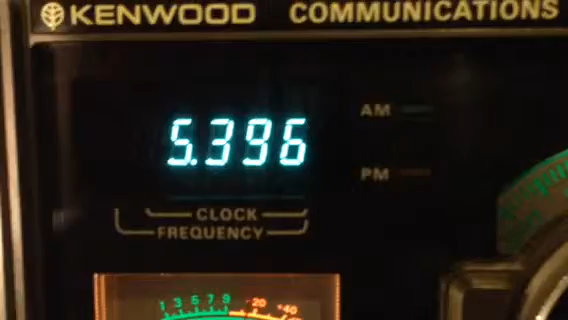 KENWOOD COMMUNICATIONS
5.396
AM
PM
CLOCK
FREQUENCY
1 3 5 7 9 20 +40